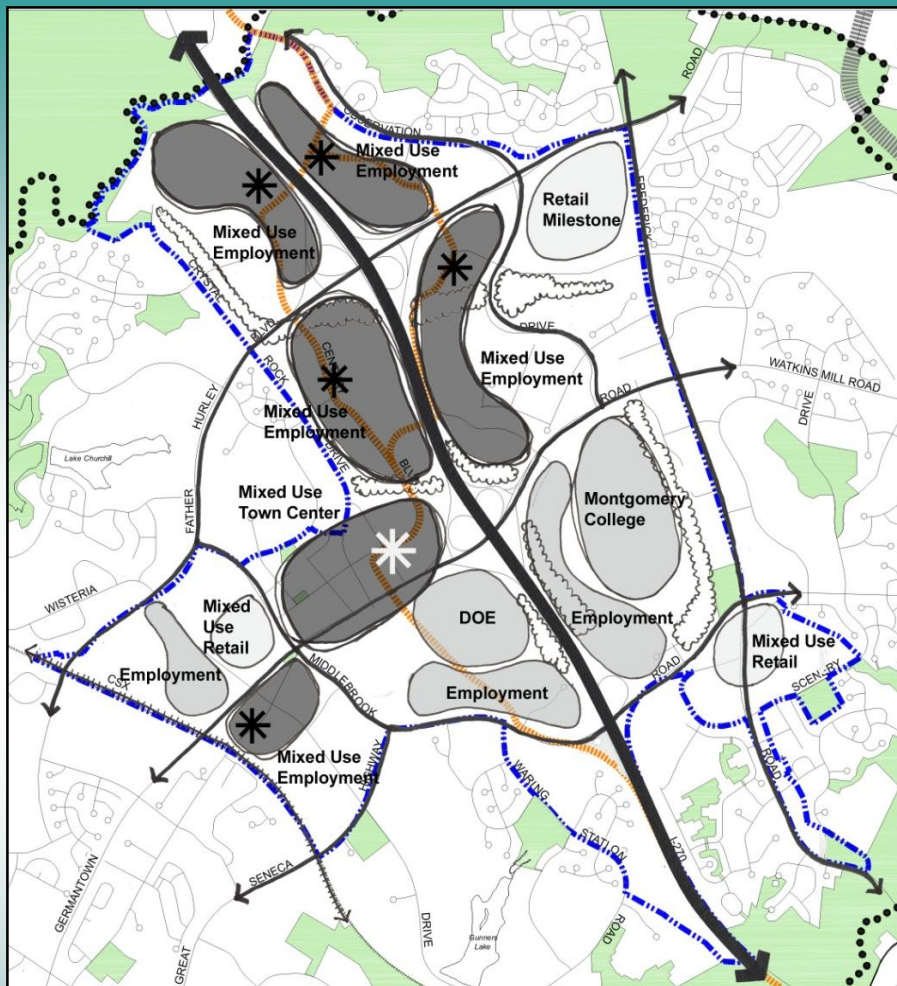 ROAD
OBSERVATION
Mixed Use
Employment
FREDERICK
Retail
Milestone
Mixed Use
Employment
CRYSTAL
BLVD
DRIVE
Mixed Use
Employment
ROAD
WATKINS MILL ROAD
ROCK
HURLEY
Mixed Use
Employment
DRIVE
DRIVE
Lake Churchill
BLVD
Mixed Use
Town Center
Montgomery
College
FATHER
WISTERIA
Mixed
Use
Retail
DOE
Employment
Mixed Use
Retail
Employment
MIDDLEBROOK
ROAD
SCENERY
CSX
Employment
Mixed Use
Employment
HIGHWAY
WARING
ROAD
STATION
I-270
SENECA
GERMANTOWN
GREAT
DRIVE
Gunners
Lake
ROAD